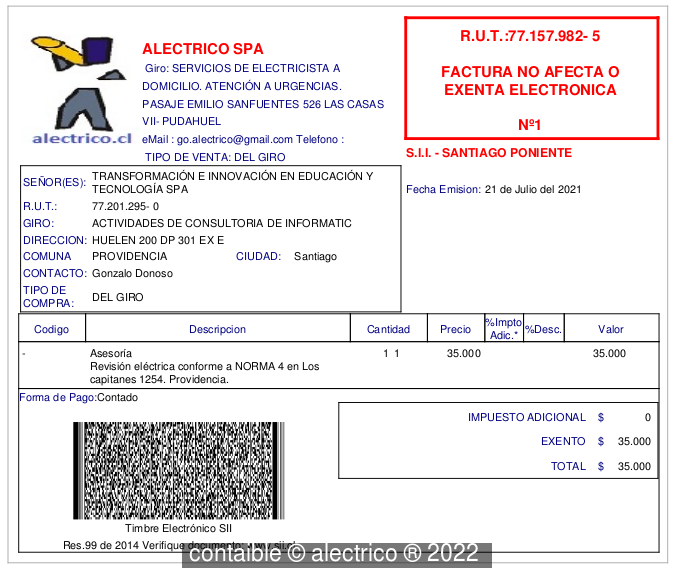 alectrico.cl
ALECTRICO SPA
Giro: SERVICIOS DE ELECTRICISTA A
DOMICILIO. ATENCIÓN A URGENCIAS.
PASAJE EMILIO SANFUENTES 526 LAS CASAS
VII- PUDAHUEL
eMail : go.alectrico@gmail.com Telefono :
TIPO DE VENTA: DEL GIRO
R.U.T.:77.157.982- 5
FACTURA NO AFECTA O
EXENTA ELECTRONICA
Nº1
S.I.I. - SANTIAGO PONIENTE
Fecha Emision: 21 de Julio del 2021
SEÑOR(ES): TRANSFORMACIÓN E INNOVACIÓN EN EDUCACIÓN Y
TECNOLOGÍA SPA
R.U.T.: 77.201.295- 0
GIRO: ACTIVIDADES DE CONSULTORIA DE INFORMATIC
DIRECCION: HUELEN 200 DP 301 EX E
COMUNA PROVIDENCIA CIUDAD: Santiago
CONTACTO: Gonzalo Donoso
TIPO DE
COMPRA: DEL GIRO
Codigo Descripcion Cantidad Precio %Impto Adic.* %Desc. Valor
- Asesoría 1 1 35.000 35.000
Revisión eléctrica conforme a NORMA 4 en Los
capitanes 1254. Providencia.
Forma de Pago:Contado
IMPUESTO ADICIONAL $ 0
EXENTO $ 35.000
TOTAL $ 35.000
Timbre Electrónico SII
Res.99 de 2014 Verifique documento:
contaible © alectrico ® 2022